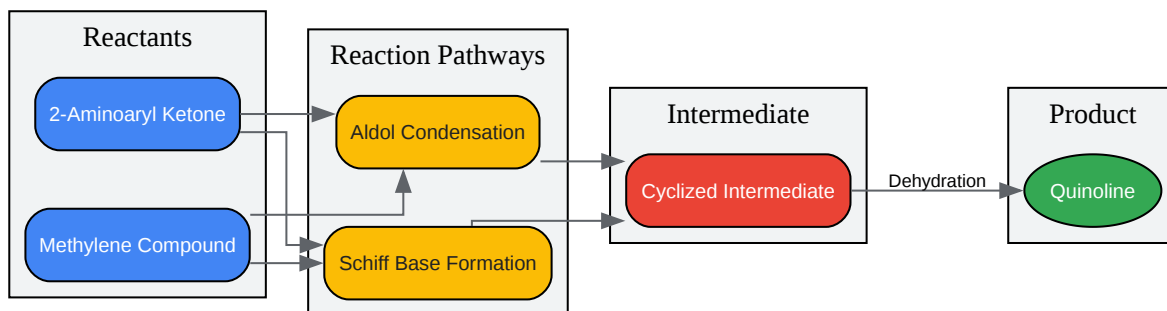 Reactants
2-Aminoaryl Ketone
Methylene Compound
Reaction Pathways
Aldol Condensation
Schiff Base Formation
Intermediate
Cyclized Intermediate
Dehydration
Product
Quinoline